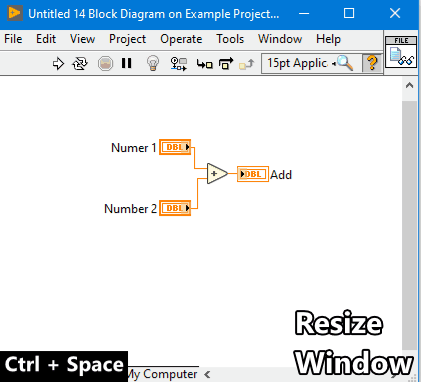 Untitled 14 Block Diagram on Example Project....
File Edit View Project Operate Tools Window Help
FILE
15pt Applic
?
Numer 1 DBL
+
DBL Add
Number 2 DBL
Resize
Window
Ctrl + Space
My Computer